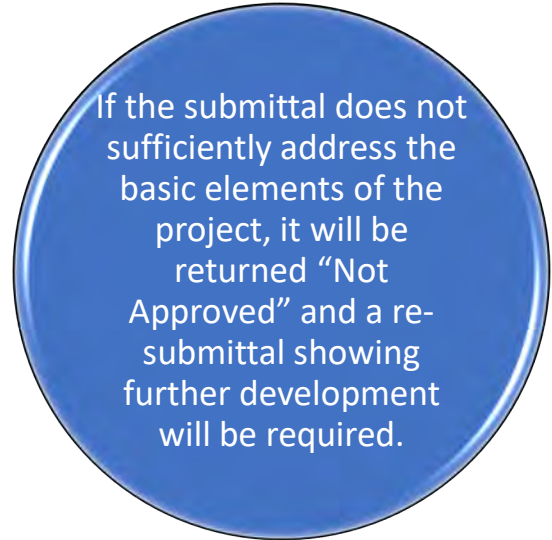 If the submittal does not
sufficiently address the
basic elements of the
project, it will be
returned “Not
Approved” and a re-
submittal showing
further development
will be required.